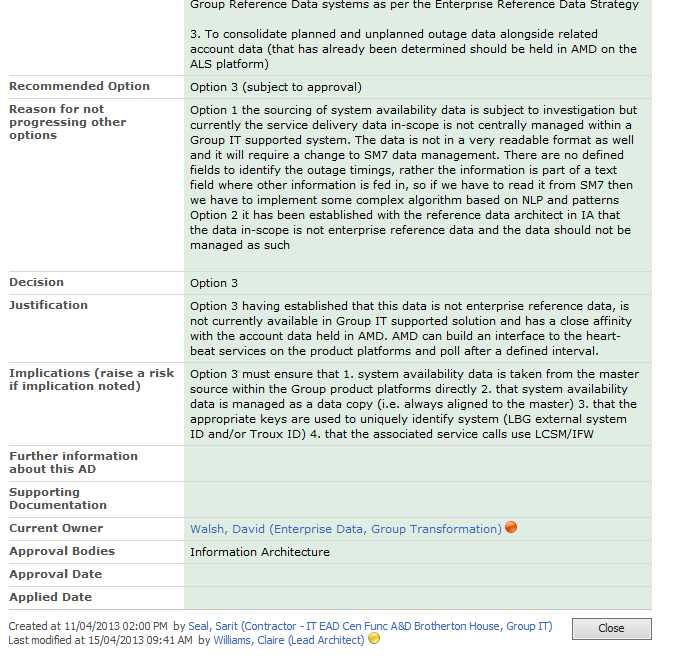 Group Reference Data systems as per the Enterprise Reference Data Strategy
3. To consolidate planned and unplanned outage data alongside related
account data (that has already been determined should be held in AMD on the
ALS platform)
Recommended Option
Option 3 (subject to approval)
Reason for not
progressing other
options
Option 1 the sourcing of system availability data is subject to investigation but
currently the service delivery data in-scope is not centrally managed within a
Group IT supported system. The data is not in a very readable format as well
and it will require a change to SM7 data management. There are no defined
fields to identify the outage timings, rather the information is part of a text
field where other information is fed in, so if we have to read it from SM7 then
we have to implement some complex algorithm based on NLP and patterns
Option 2 it has been established with the reference data architect in IA that
the data in-scope is not enterprise reference data and the data should not be
managed as such
Decision
Option 3
Justification
Option 3 having established that this data is not enterprise reference data, is
not currently available in Group IT supported solution and has a close affinity
with the account data held in AMD. AMD can build an interface to the heart-
beat services on the product platforms and poll after a defined interval.
Implications (raise a risk
if implication noted)
Option 3 must ensure that 1. system availability data is taken from the master
source within the Group product platforms directly 2. that system availability
data is managed as a data copy (i.e. always aligned to the master) 3. that the
appropriate keys are used to uniquely identify system (LBG external system
ID and/or Troux ID) 4. that the associated service calls use LCSM/IFW
Further information
about this AD
Supporting
Documentation
Current Owner
Walsh, David (Enterprise Data, Group Transformation)
Approval Bodies
Information Architecture
Approval Date
Applied Date
Created at 11/04/2013 02:00 PM by Seal, Sarit (Contractor - IT EAD Cen Func A&D Brotherton House, Group IT)
Last modified at 15/04/2013 09:41 AM by Williams, Claire (Lead Architect)
Close